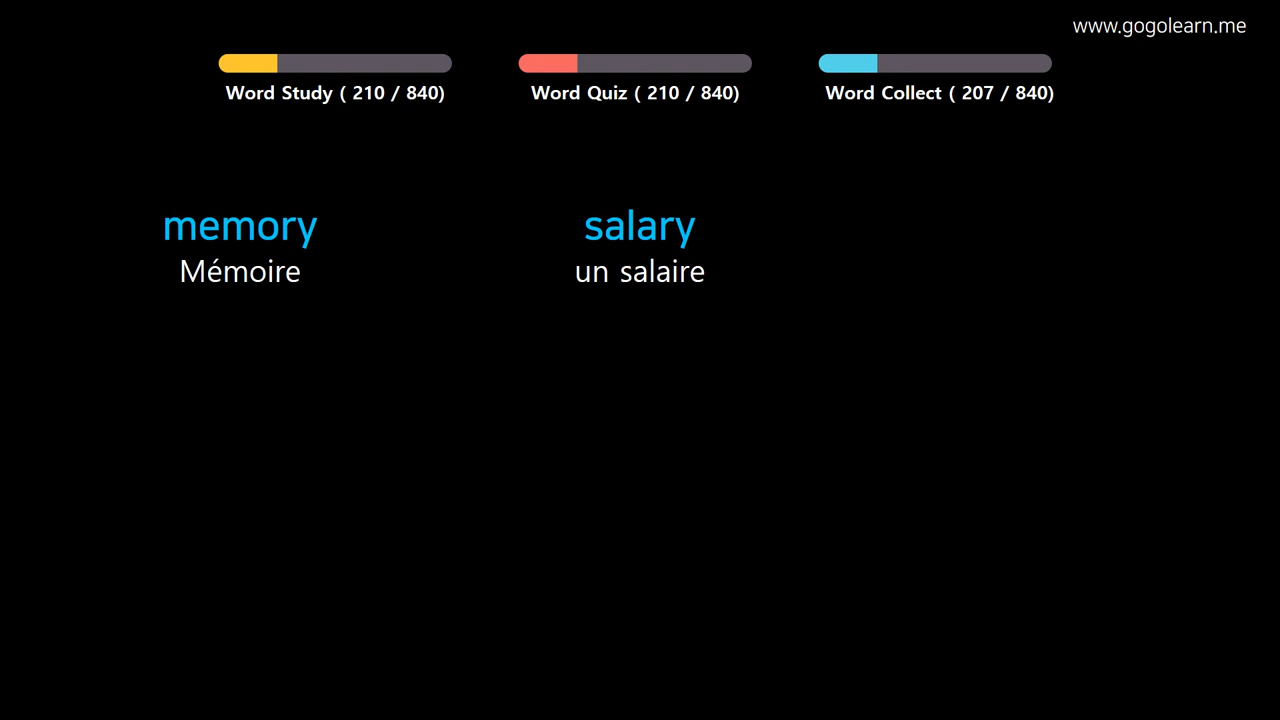 www.gogolearn.me
Word Study ( 210 / 840)
Word Quiz ( 210 / 840)
Word Collect ( 207 / 840)
memory
Mémoire
salary
un salaire